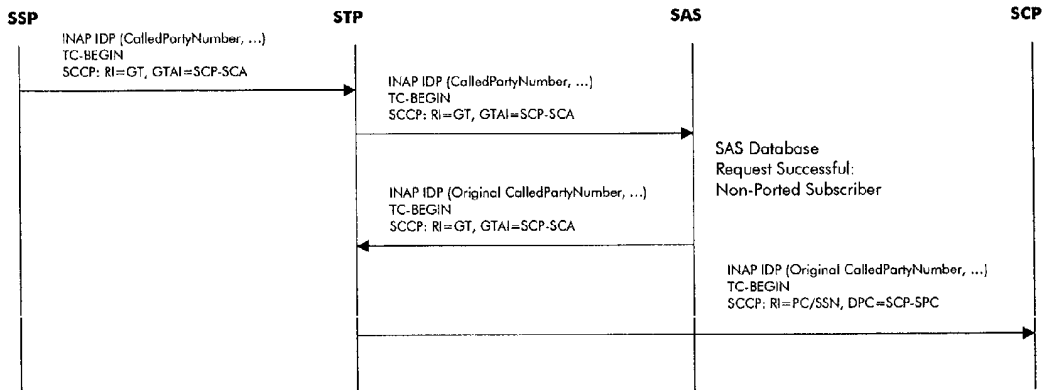 SSP STP SAS SCP
INAP IDP (CalledPartyNumber, ...)
TC-BEGIN
SCCP: RI=GT, GTAI=SCP-SCA
INAP IDP (CalledPartyNumber, ...)
TC-BEGIN
SCCP: RI=GT, GTAI=SCP-SCA
SAS Database
Request Successful:
Non-Ported Subscriber
INAP IDP (Original CalledPartyNumber, ...)
TC-BEGIN
SCCP: RI=GT, GTAI=SCP-SCA
INAP IDP (Original CalledPartyNumber, ...)
TC-BEGIN
SCCP: RI=PC/SSN, DPC=SCP-SPC